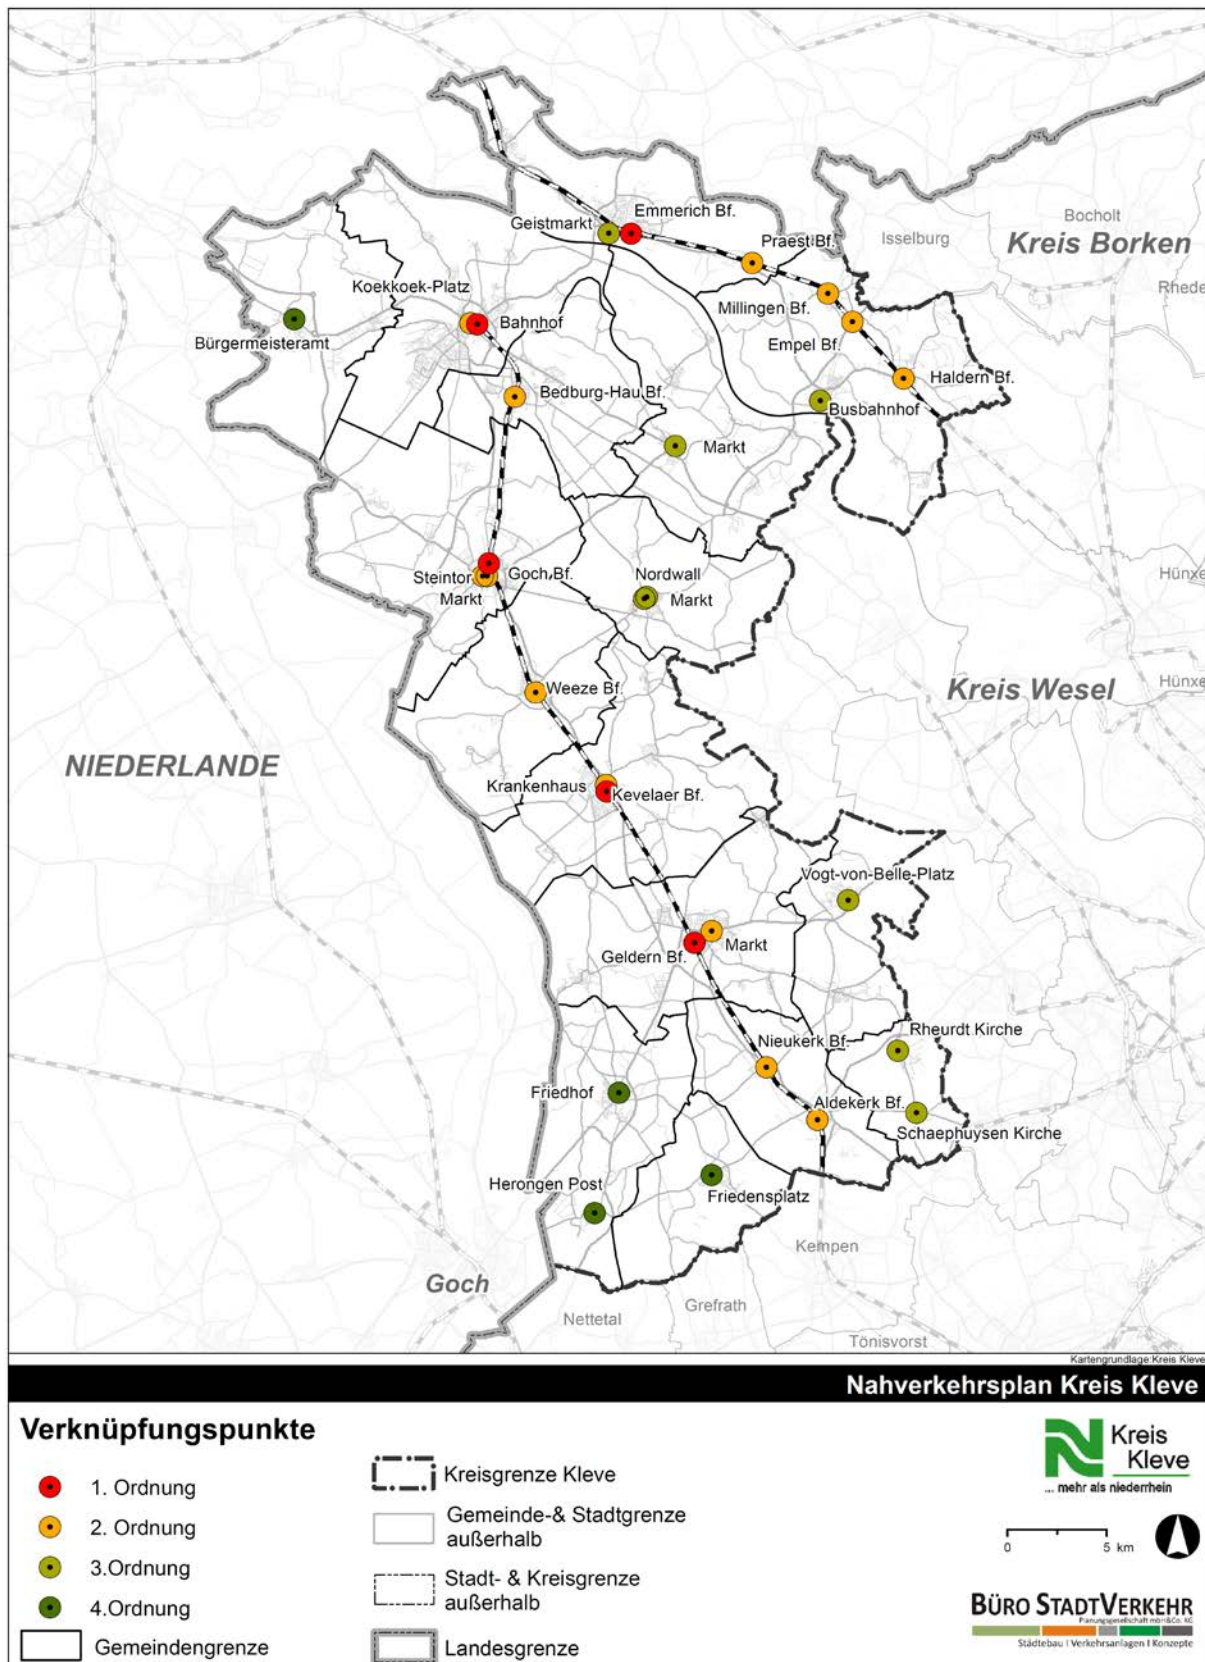 Bocholt
Isselburg
Kreis Borken
Rhede
Emmerich Bf.
Geistmarkt
Praest Bf.
Koekkoek-Platz
Millingen Bf.
Bahnhof
Bürgermeisteramt
Empel Bf.
Haldern Bf.
Bedburg-Hau Bf.
Busbahnhof
Markt
Steintor
Goch Bf.
Markt
Nordwall
Markt
Hünxe
Weeze Bf.
Kreis Wesel
Hünxe
NIEDERLANDE
Krankenhaus
Kevelaer Bf.
Vogt-von-Belle-Platz
Markt
Geldern Bf.
Rheurdt Kirche
Nieukerk Bf.
Friedhof
Aldekerk Bf.
Schaephuysen Kirche
Herongen Post
Friedensplatz
Kempen
Goch
Grefrath
Nettetal
Tönisvorst
Kartengrundlage:Kreis Kleve
Nahverkehrsplan Kreis Kleve
Verknüpfungspunkte
1. Ordnung
2. Ordnung
3.Ordnung
4.Ordnung
Gemeindengrenze
Kreisgrenze Kleve
Gemeinde-& Stadtgrenze
außerhalb
Stadt- & Kreisgrenze
außerhalb
Landesgrenze
Kreis
Kleve
... mehr als niederrhein
0 5 km
BÜRO STADTVERKEHR
Planungsgesellschaft mbH&Co. KG
Städtebau I Verkehrsanlagen I Konzepte